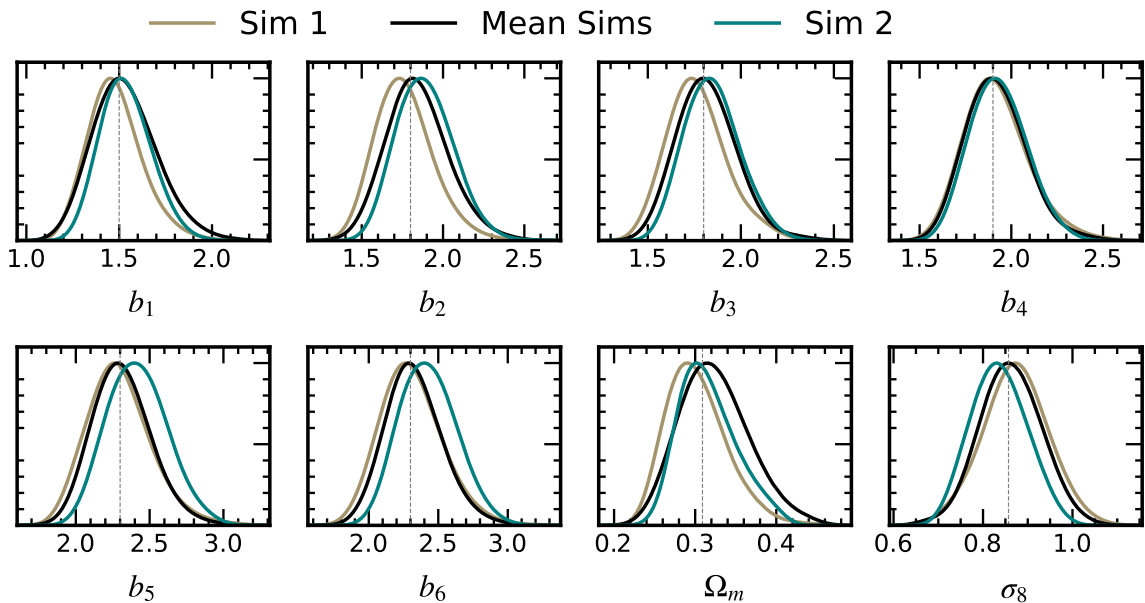 Sim 1 Mean Sims Sim 2
1.0 1.5 2.0 1.5 2.0 2.5 1.5 2.0 2.5 1.5 2.0 2.5
b₁ b₂ b₃ b₄
2.0 2.5 3.0 2.0 2.5 3.0 0.2 0.3 0.4 0.6 0.8 1.0
b₅ b₆ Ωₘ σ₈